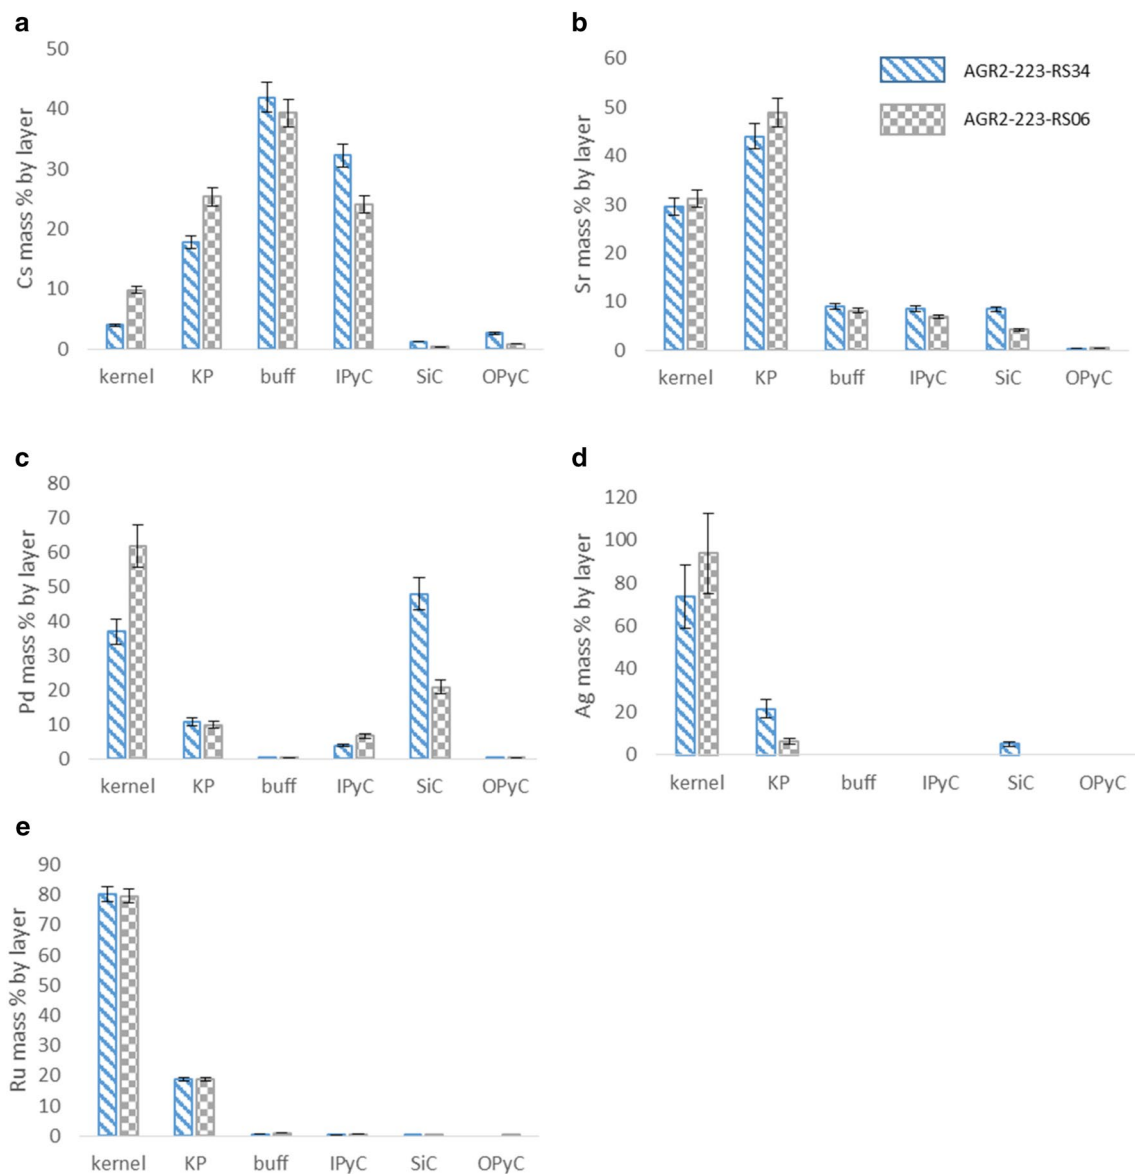 a
Cs mass % by layer
50
40
30
20
10
0
kernel KP buff IPyC SiC OPyC
b
Sr mass % by layer
60
50
40
30
20
10
0
kernel KP buff IPyC SiC OPyC
AGR2-223-RS34
AGR2-223-RS06
c
Pd mass % by layer
80
70
60
50
40
30
20
10
0
kernel KP buff IPyC SiC OPyC
d
Ag mass % by layer
120
100
80
60
40
20
0
kernel KP buff IPyC SiC OPyC
e
Ru mass % by layer
90
80
70
60
50
40
30
20
10
0
kernel KP buff IPyC SiC OPyC